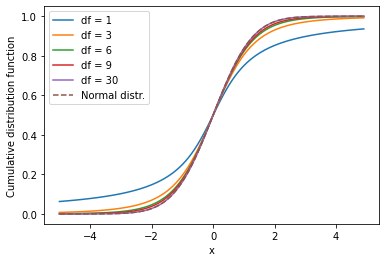 df = 1
df = 3
df = 6
df = 9
df = 30
Normal distr.
Cumulative distribution function
1.0
0.8
0.6
0.4
0.2
0.0
−4
−2
0
2
4
x